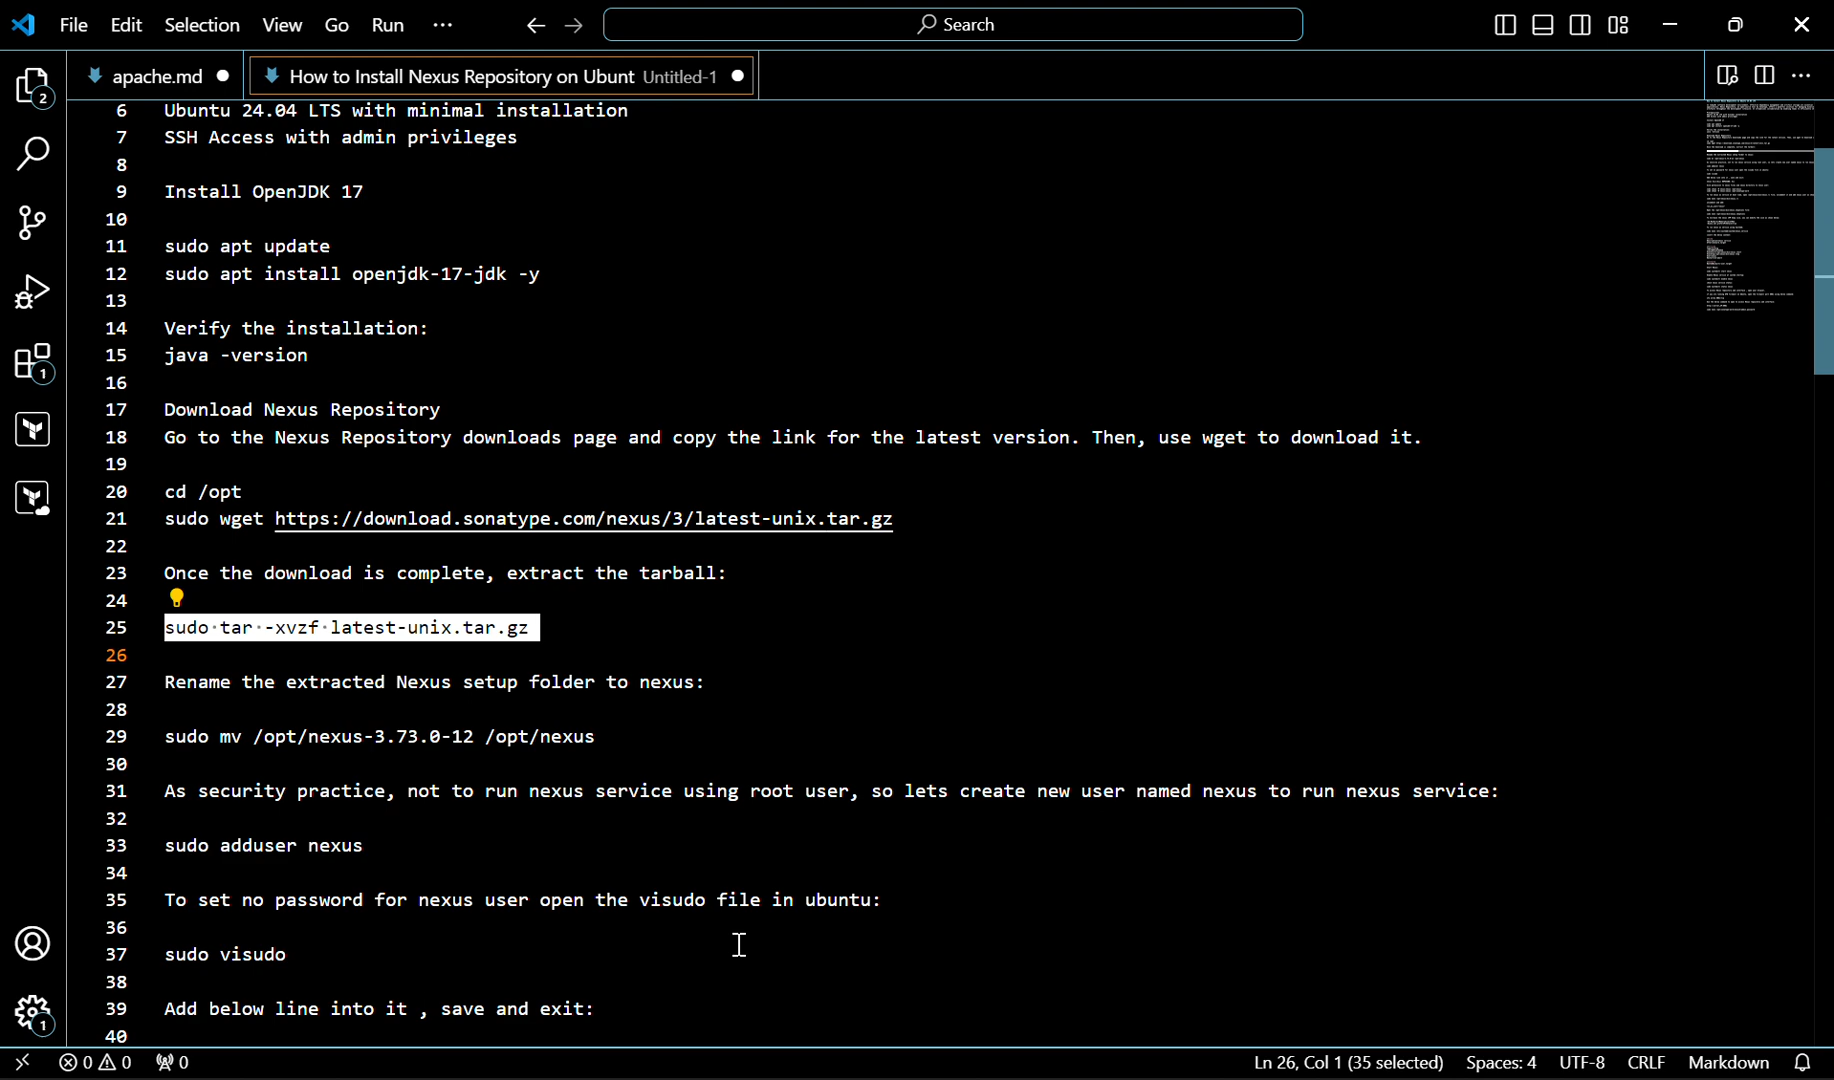 File Edit Selection View Go Run ··· Search
2
apache.md
How to Install Nexus Repository on Ubunt Untitled-1
6 Ubuntu 24.04 LTS with minimal installation
7 SSH Access with admin privileges
8
9 Install OpenJDK 17
10
11 sudo apt update
12 sudo apt install openjdk-17-jdk -y
13
14 Verify the installation:
15 java -version
16
1
17 Download Nexus Repository
18 Go to the Nexus Repository downloads page and copy the link for the latest version. Then, use wget to download it.
19
20 cd /opt
21 sudo wget https://download.sonatype.com/nexus/3/latest-unix.tar.gz
22
23 Once the download is complete, extract the tarball:
24
25 sudo·tar·-xvzf·latest-unix.tar.gz
26
27 Rename the extracted Nexus setup folder to nexus:
28
29 sudo mv /opt/nexus-3.73.0-12 /opt/nexus
30
31 As security practice, not to run nexus service using root user, so lets create new user named nexus to run nexus service:
32
33 sudo adduser nexus
34
35 To set no password for nexus user open the visudo file in ubuntu:
36
37 sudo visudo
38
39 Add below line into it , save and exit:
40
1
0 0 0 Ln 26, Col 1 (35 selected) Spaces: 4 UTF-8 CRLF Markdown